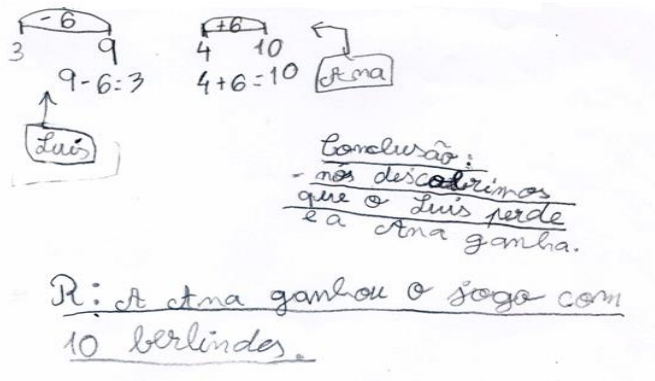 - 6
3 9
9-6=3
Luís
+6
4 10
4+6=10
Ana
Conclusão:
- nós descobrimos
que o Luís perde
e a Ana ganha.
R: A Ana ganhou o jogo com
10 berlindes.